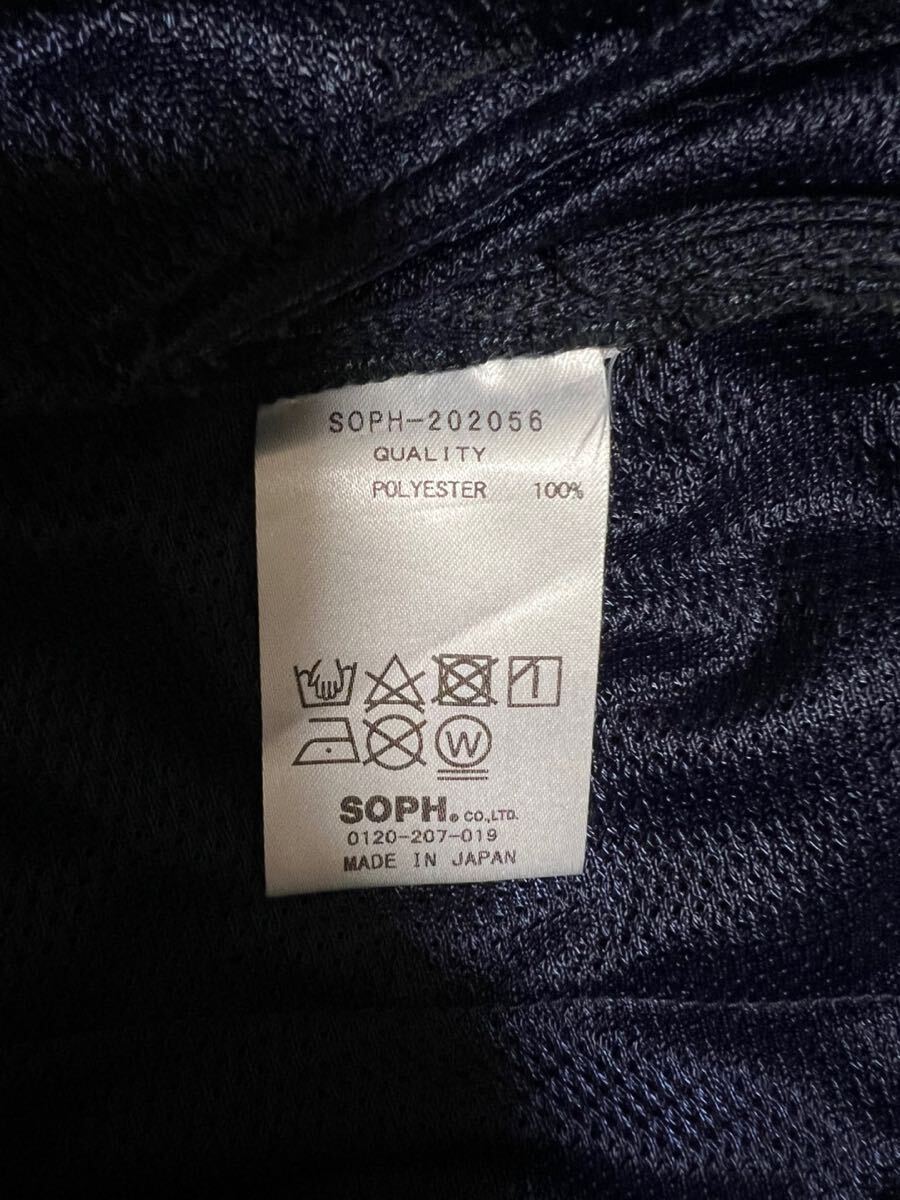 SOPH-202056
QUALITY
POLYESTER 100%
W
SOPH. CO.,LTD.
0120-207-019
MADE IN JAPAN